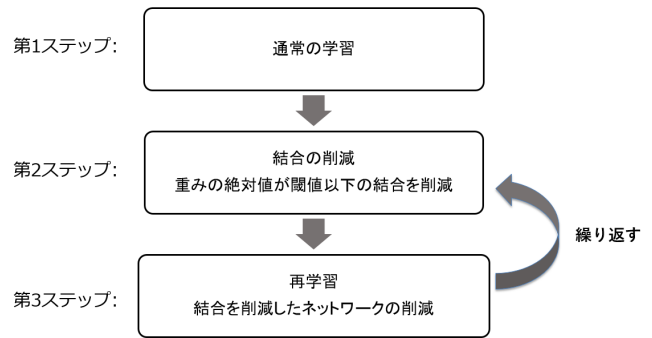 第1ステップ:
通常の学習
第2ステップ:
結合の削減
重みの絶対値が閾値以下の結合を削減
繰り返す
第3ステップ:
再学習
結合を削減したネットワークの削減